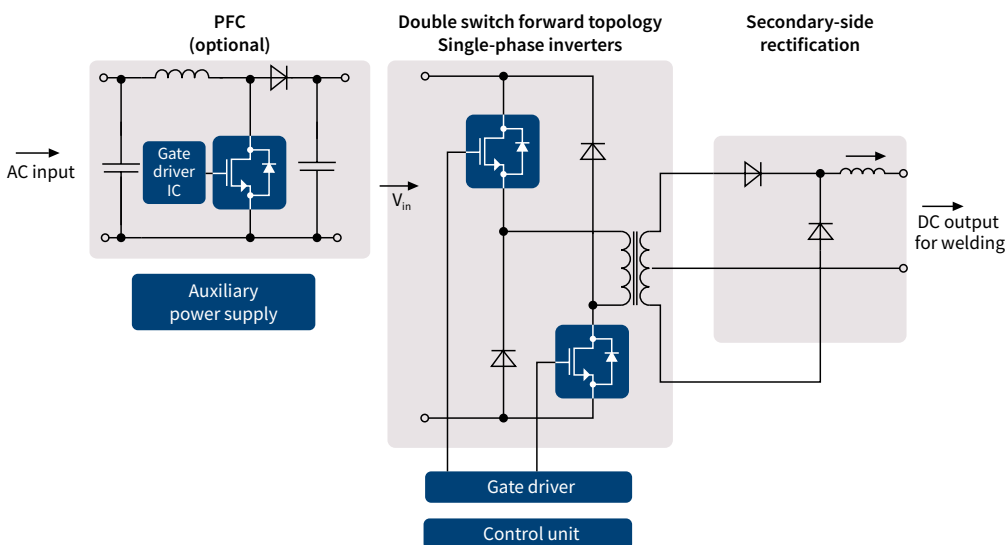 PFC
(optional)
Double switch forward topology
Single-phase inverters
Secondary-side
rectification
AC input
Gate
driver
IC
V_in
DC output
for welding
Auxiliary
power supply
Gate driver
Control unit